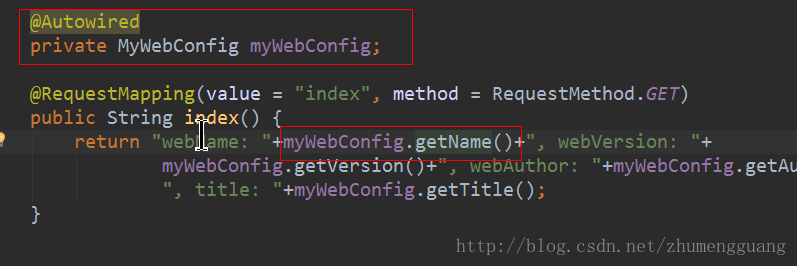 @Autowired
private MyWebConfig myWebConfig;
@RequestMapping(value = "index", method = RequestMethod.GET)
public String index() {
return "webName: "+myWebConfig.getName()+", webVersion: "+
myWebConfig.getVersion()+", webAuthor: "+myWebConfig.getAu
", title: "+myWebConfig.getTitle();
}
http://blog.csdn.net/zhumengguang